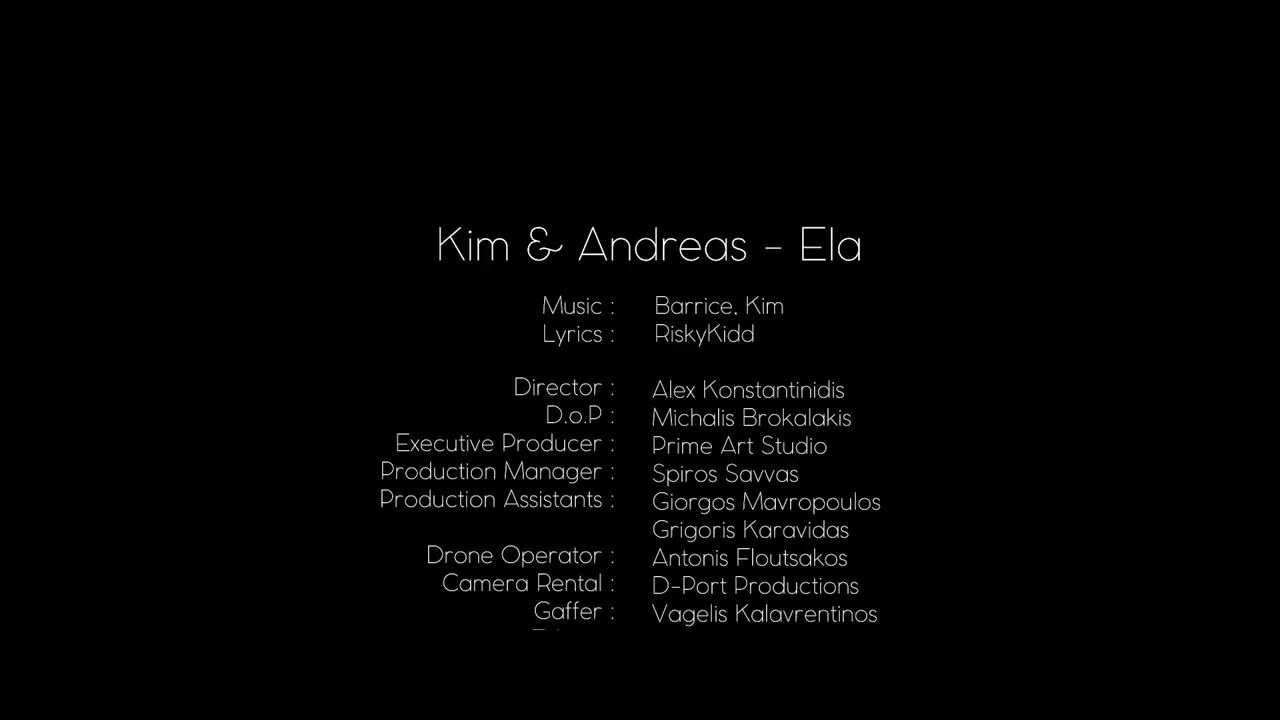 Kim & Andreas - Ela
Music : Barrice, Kim
Lyrics : RiskyKidd
Director : Alex Konstantinidis
D.o.P : Michalis Brokalakis
Executive Producer : Prime Art Studio
Production Manager : Spiros Savvas
Production Assistants : Giorgos Mavropoulos
Grigoris Karavidas
Drone Operator : Antonis Floutsakos
Camera Rental : D-Port Productions
Gaffer : Vagelis Kalavrentinos